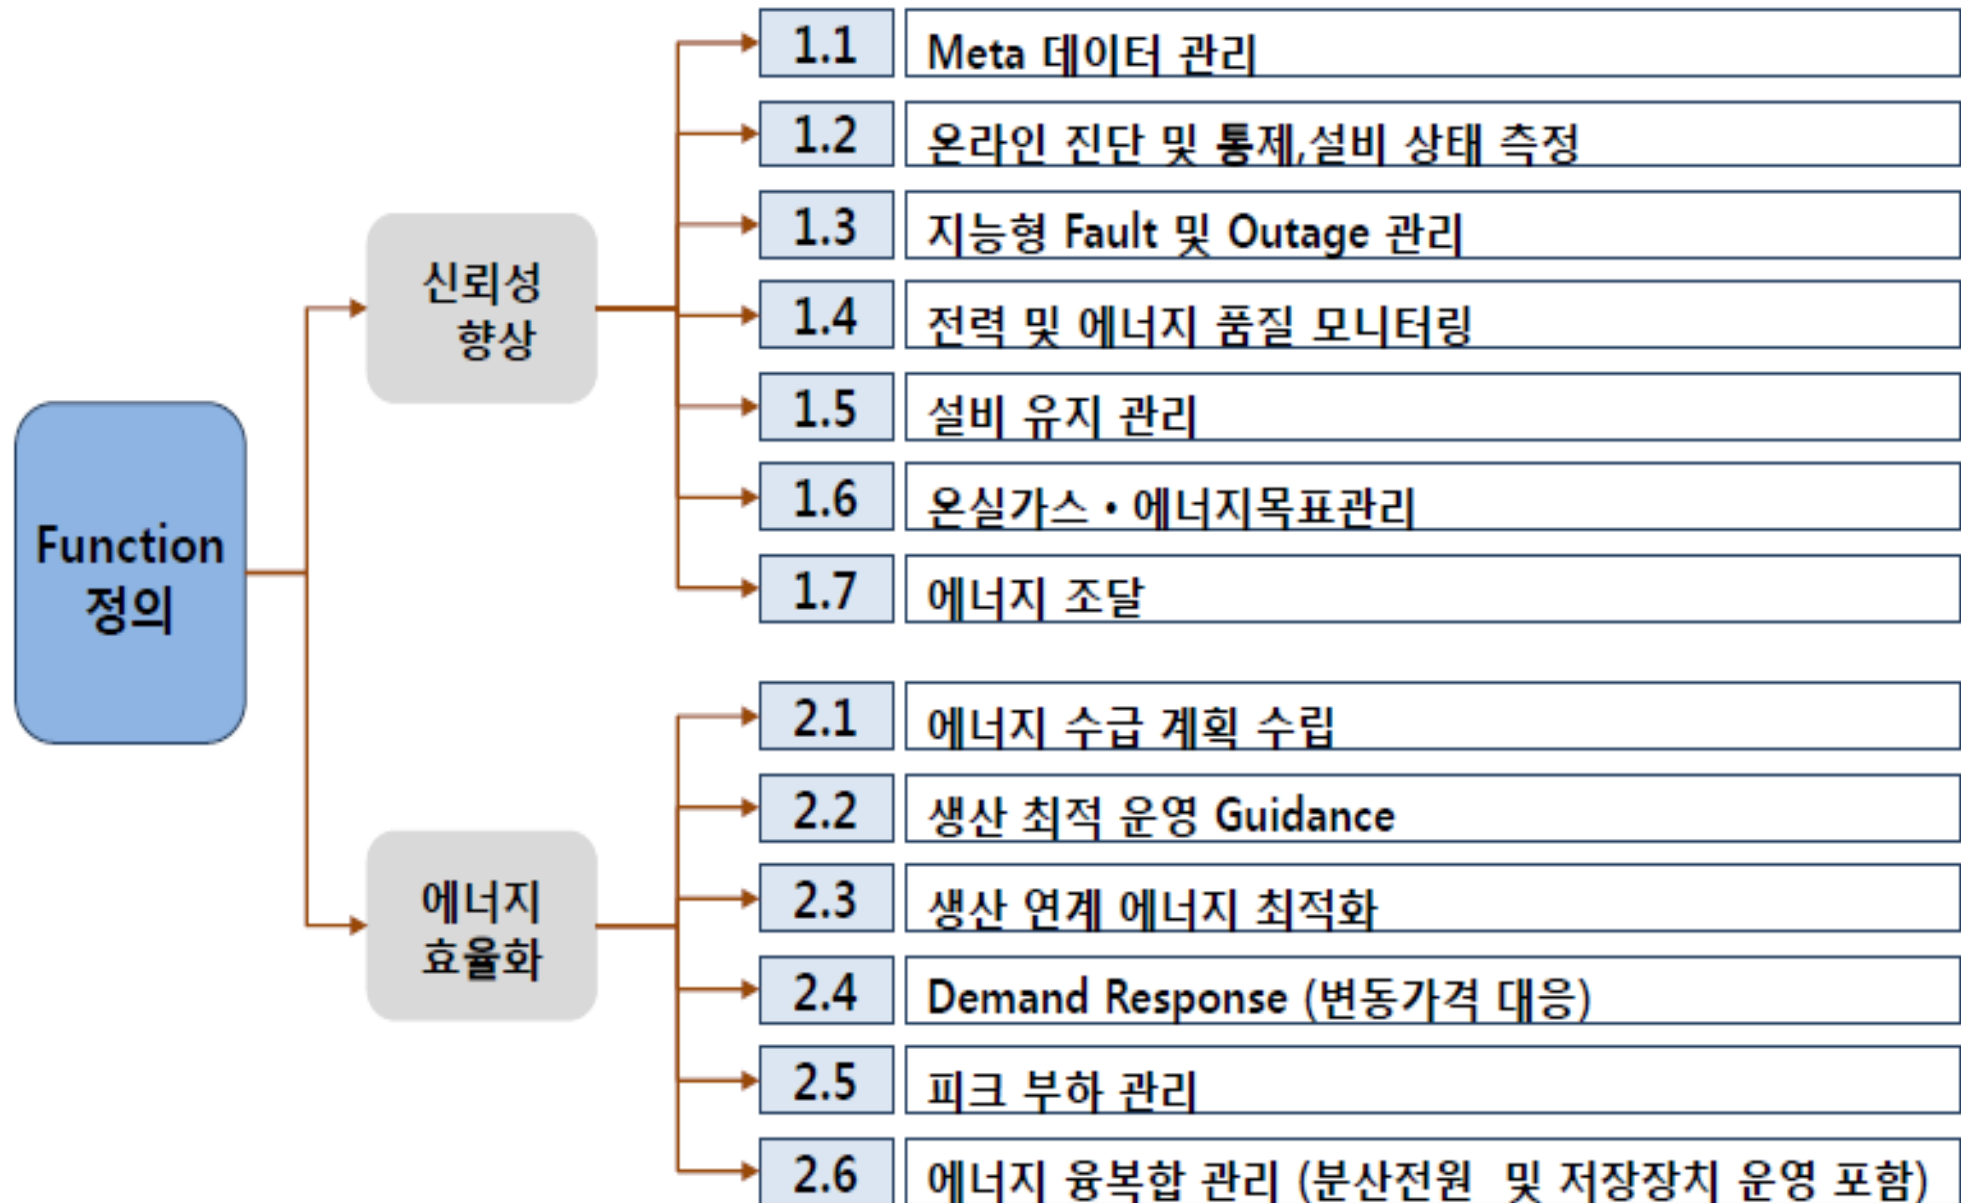 Function
정의
신뢰성
향상
1.1 Meta 데이터 관리
1.2 온라인 진단 및 통제,설비 상태 측정
1.3 지능형 Fault 및 Outage 관리
1.4 전력 및 에너지 품질 모니터링
1.5 설비 유지 관리
1.6 온실가스・에너지목표관리
1.7 에너지 조달
에너지
효율화
2.1 에너지 수급 계획 수립
2.2 생산 최적 운영 Guidance
2.3 생산 연계 에너지 최적화
2.4 Demand Response (변동가격 대응)
2.5 피크 부하 관리
2.6 에너지 융복합 관리 (분산전원 및 저장장치 운영 포함)